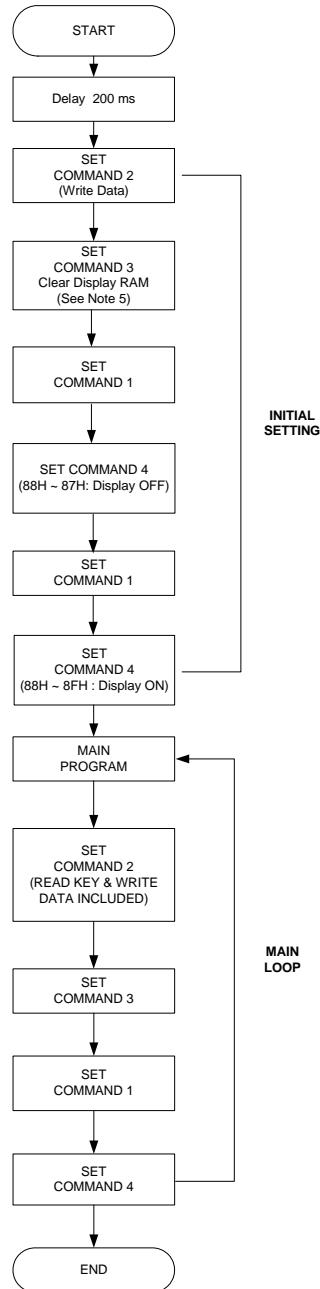 START
Delay 200 ms
SET
COMMAND 2
(Write Data)
SET
COMMAND 3
Clear Display RAM
(See Note 5)
SET
COMMAND 1
INITIAL
SETTING
SET COMMAND 4
(88H ~ 87H: Display OFF)
SET
COMMAND 1
SET
COMMAND 4
(88H ~ 8FH : Display ON)
MAIN
PROGRAM
SET
COMMAND 2
(READ KEY & WRITE
DATA INCLUDED)
MAIN
LOOP
SET
COMMAND 3
SET
COMMAND 1
SET
COMMAND 4
END